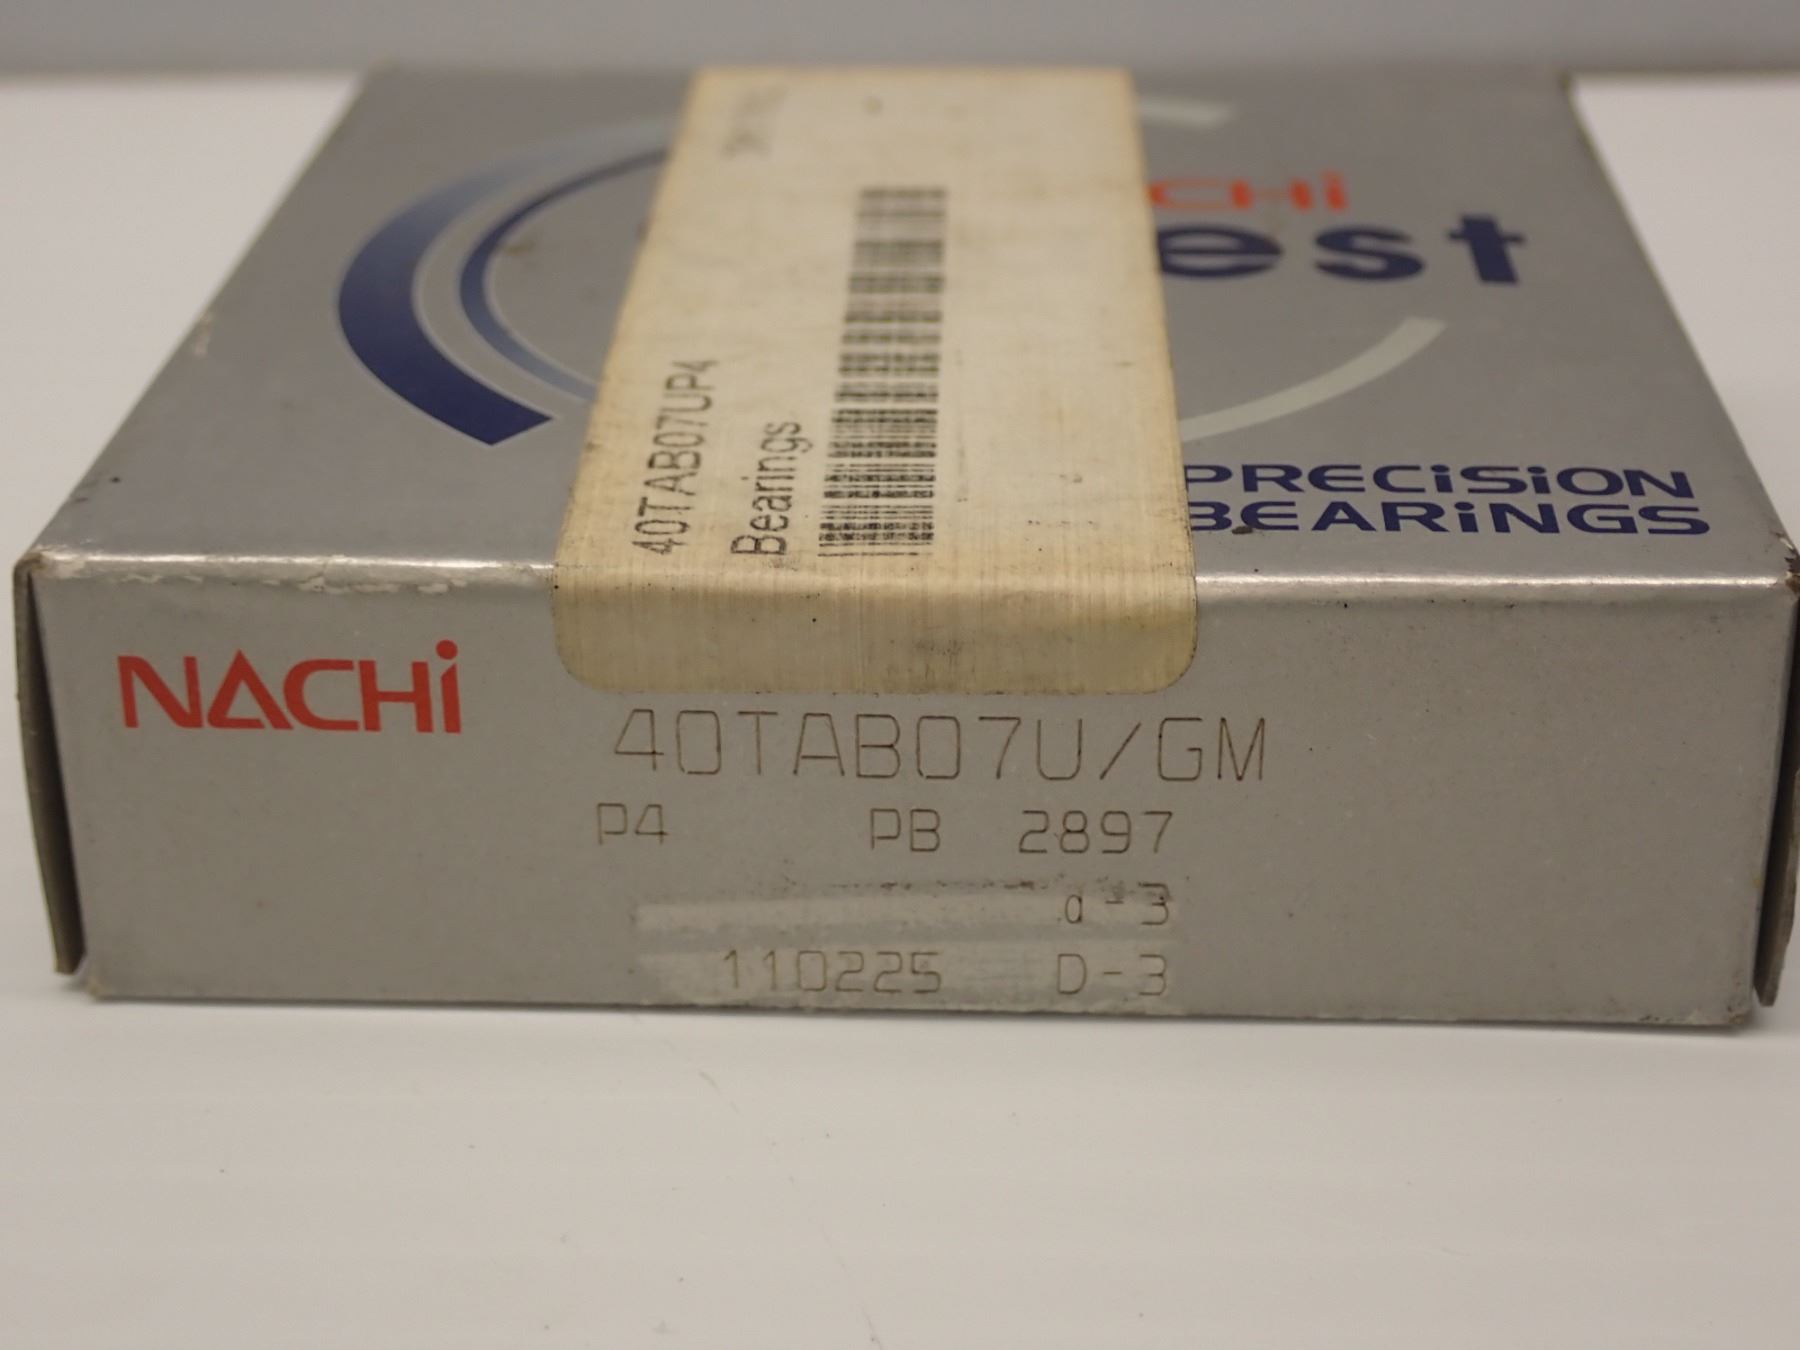 CHi
est
PRECiSiON
BEARiNGS
40TAB07UP4
Bearings
NACHi
40TAB07U/GM
P4 PB 2897
d-3
110225 D-3